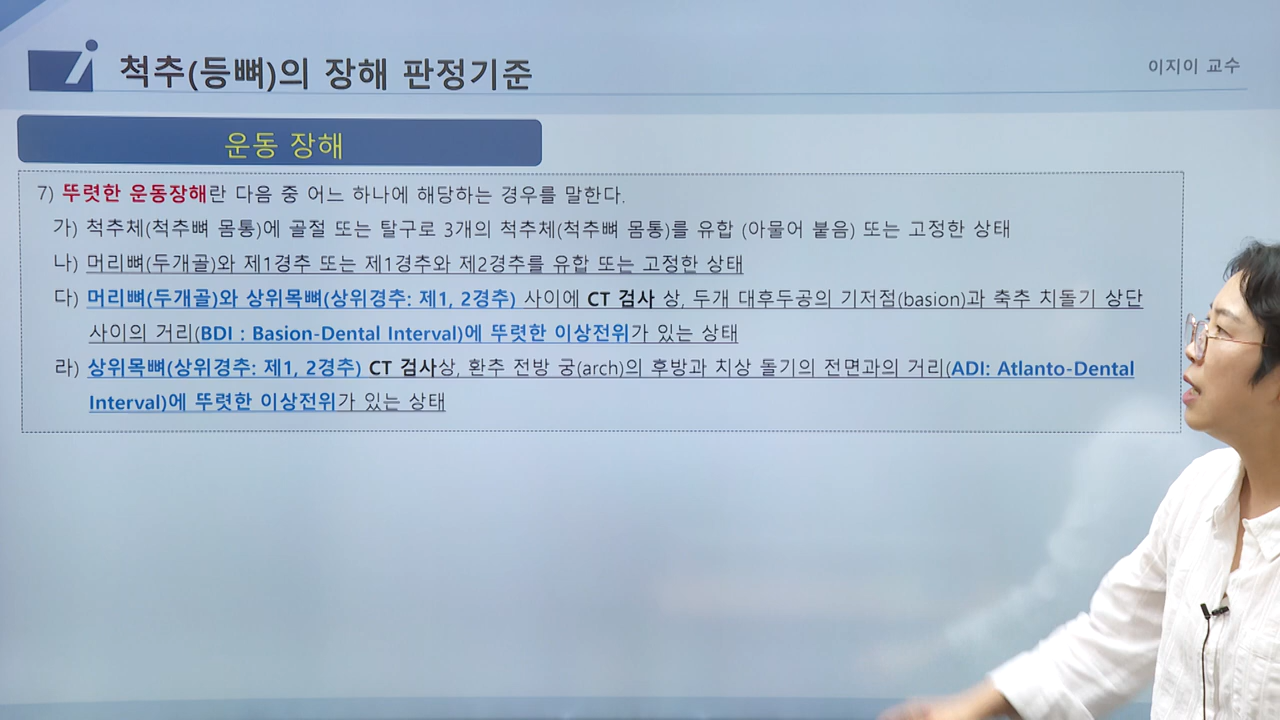 척추(등뼈)의 장해 판정기준
이지이 교수
운동 장해
7) 뚜렷한 운동장해란 다음 중 어느 하나에 해당하는 경우를 말한다.
가) 척추체(척추뼈 몸통)에 골절 또는 탈구로 3개의 척추체(척추뼈 몸통)를 유합 (아물어 붙음) 또는 고정한 상태
나) 머리뼈(두개골)와 제1경추 또는 제1경추와 제2경추를 유합 또는 고정한 상태
다) 머리뼈(두개골)와 상위목뼈(상위경추: 제1, 2경추) 사이에 CT 검사 상, 두개 대후두공의 기저점(basion)과 축추 치돌기 상단
사이의 거리(BDI : Basion-Dental Interval)에 뚜렷한 이상전위가 있는 상태
라) 상위목뼈(상위경추: 제1, 2경추) CT 검사상, 환추 전방 궁(arch)의 후방과 치상 돌기의 전면과의 거리(ADI: Atlanto-Dental
Interval)에 뚜렷한 이상전위가 있는 상태